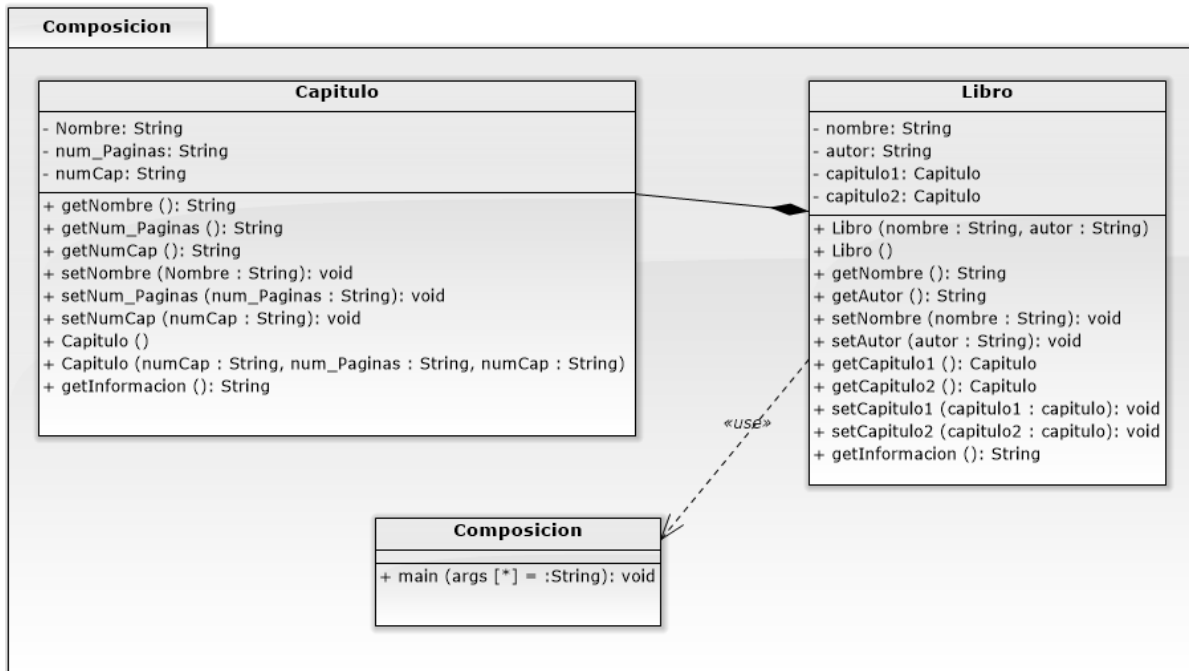 Composicion
Capitulo
- Nombre: String
- num_Paginas: String
- numCap: String
+ getNombre (): String
+ getNum_Paginas (): String
+ getNumCap (): String
+ setNombre (Nombre : String): void
+ setNum_Paginas (num_Paginas : String): void
+ setNumCap (numCap : String): void
+ Capitulo ()
+ Capitulo (numCap : String, num_Paginas : String, numCap : String)
+ getInformacion (): String
Libro
- nombre: String
- autor: String
- capitulo1: Capitulo
- capitulo2: Capitulo
+ Libro (nombre : String, autor : String)
+ Libro ()
+ getNombre (): String
+ getAutor (): String
+ setNombre (nombre : String): void
+ setAutor (autor : String): void
+ getCapitulo1 (): Capitulo
+ getCapitulo2 (): Capitulo
+ setCapitulo1 (capitulo1 : capitulo): void
+ setCapitulo2 (capitulo2 : capitulo): void
+ getInformacion (): String
«use»
Composicion
+ main (args [*] = :String): void